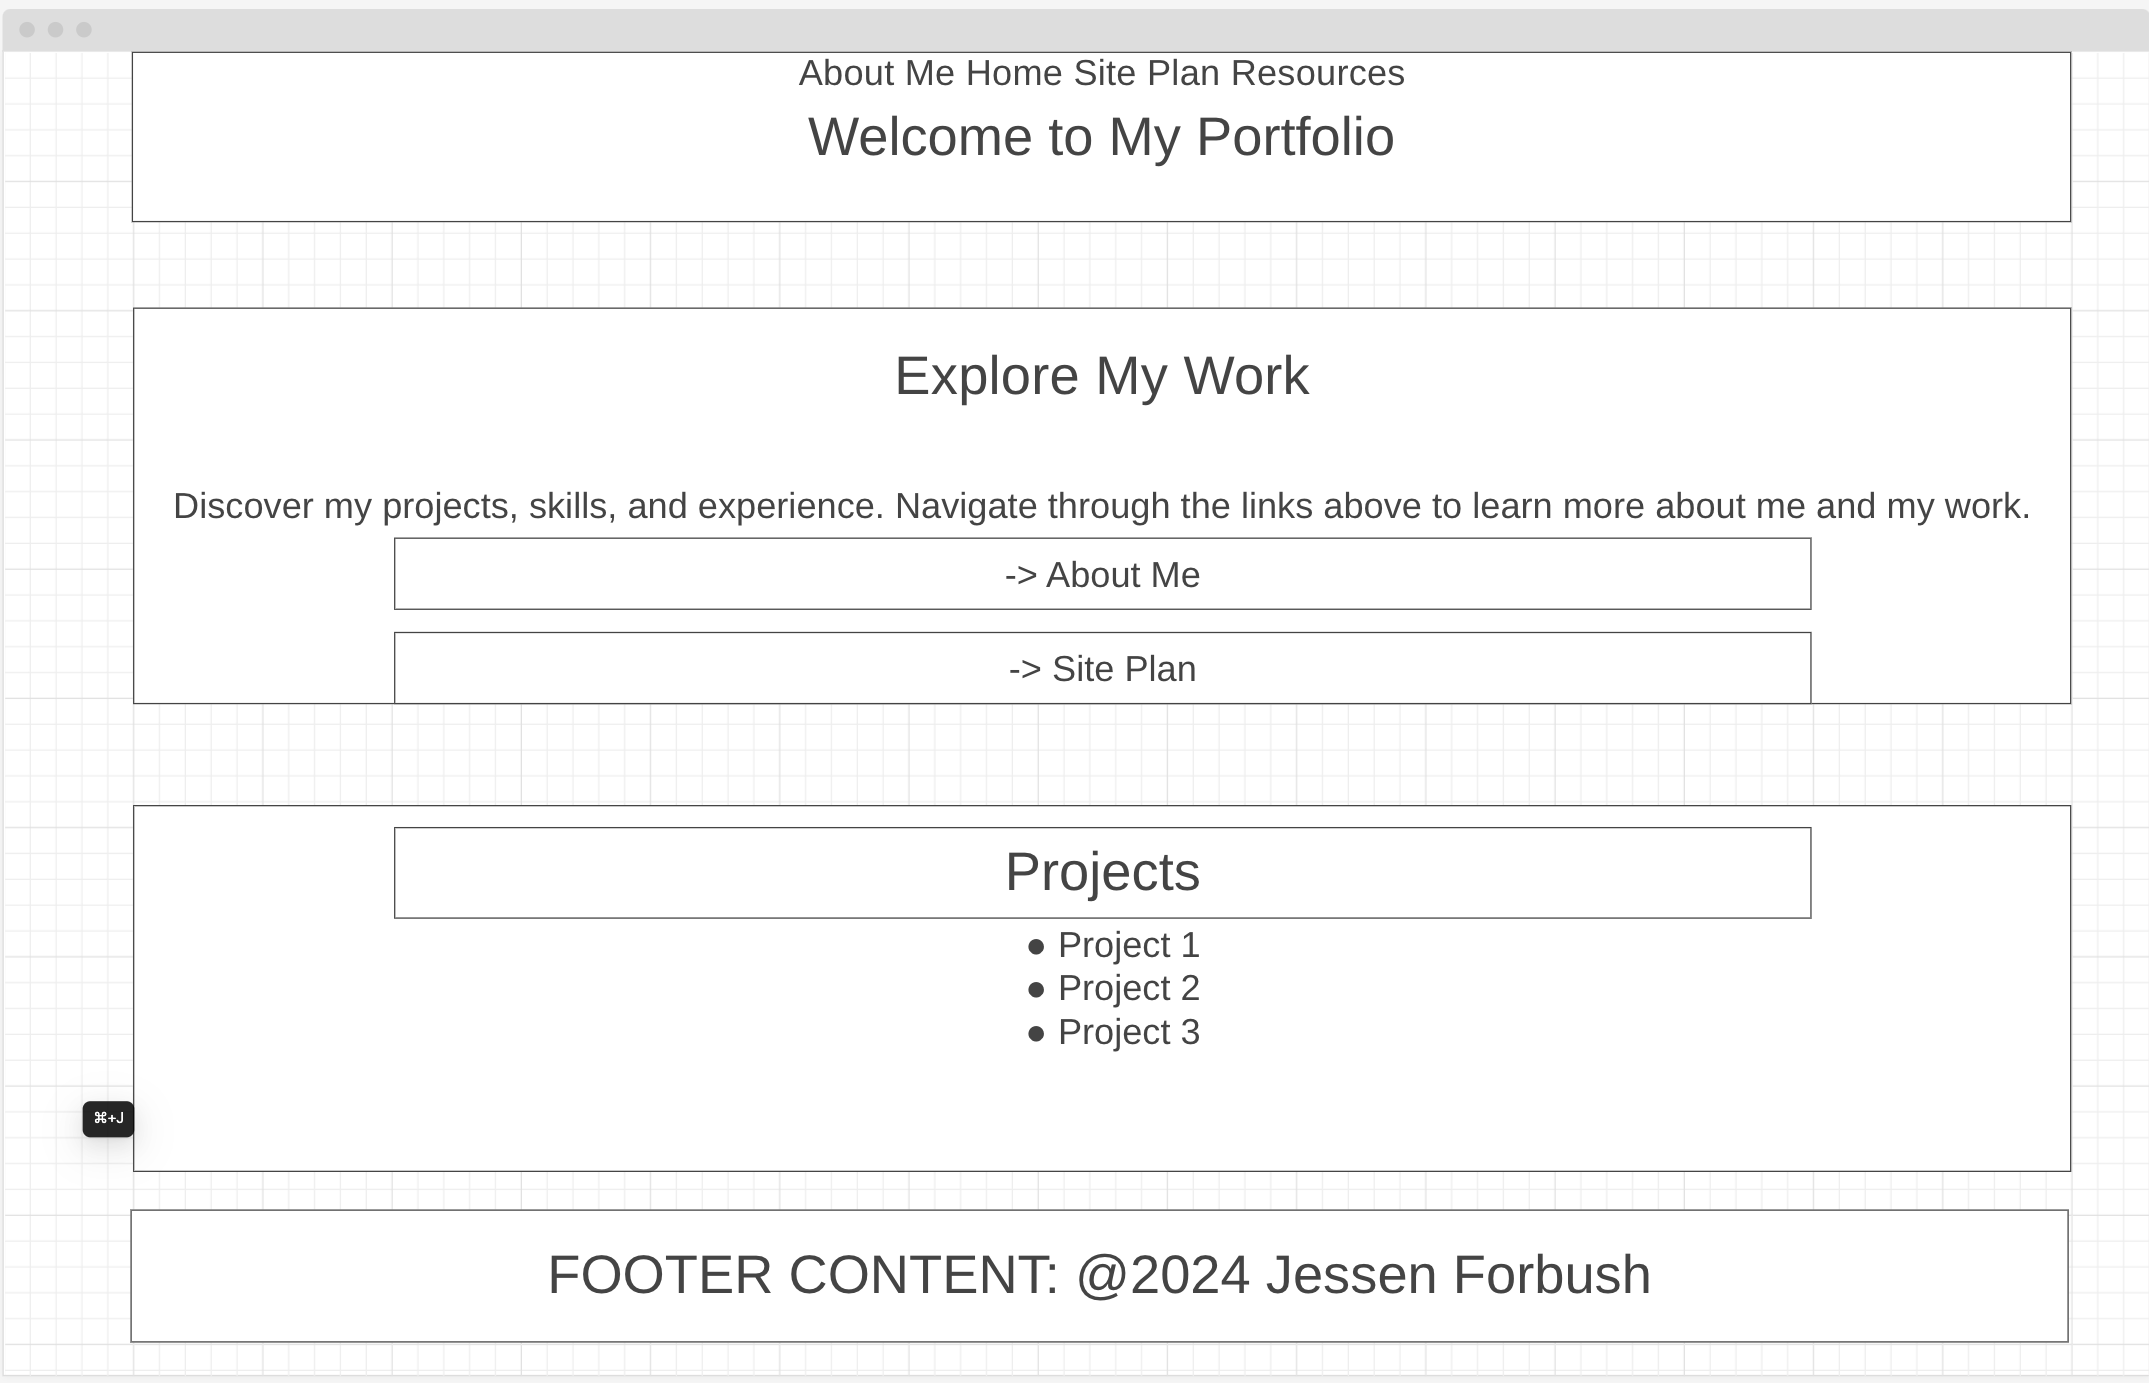 About Me Home Site Plan Resources
Welcome to My Portfolio
Explore My Work
Discover my projects, skills, and experience. Navigate through the links above to learn more about me and my work.
-> About Me
-> Site Plan
Projects
● Project 1
● Project 2
● Project 3
⌘+J
FOOTER CONTENT: @2024 Jessen Forbush